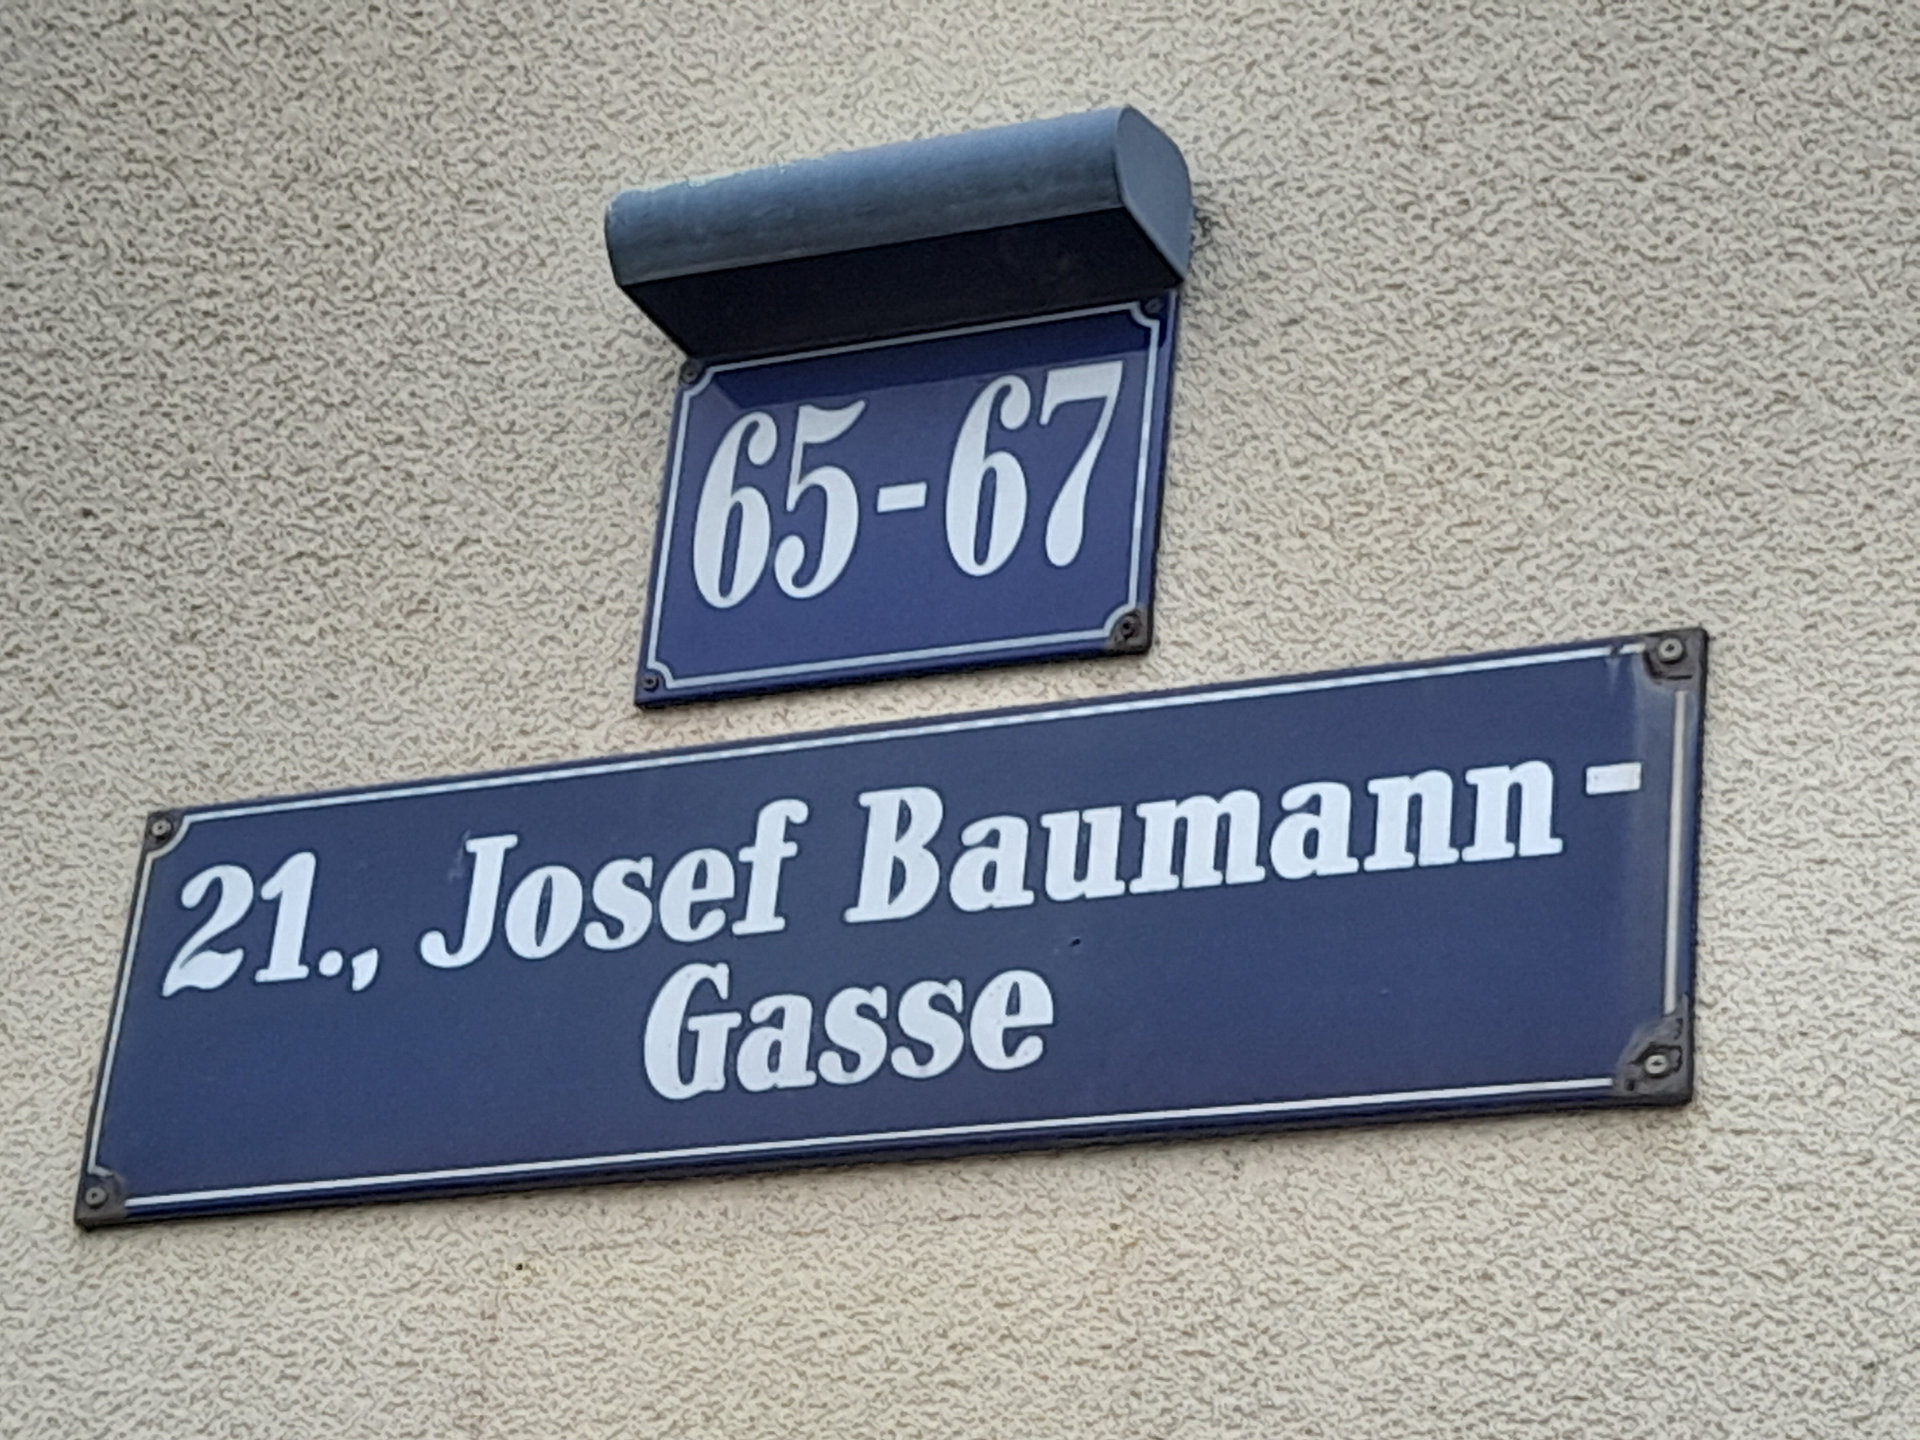 65-67
21., Josef Baumann-
Gasse